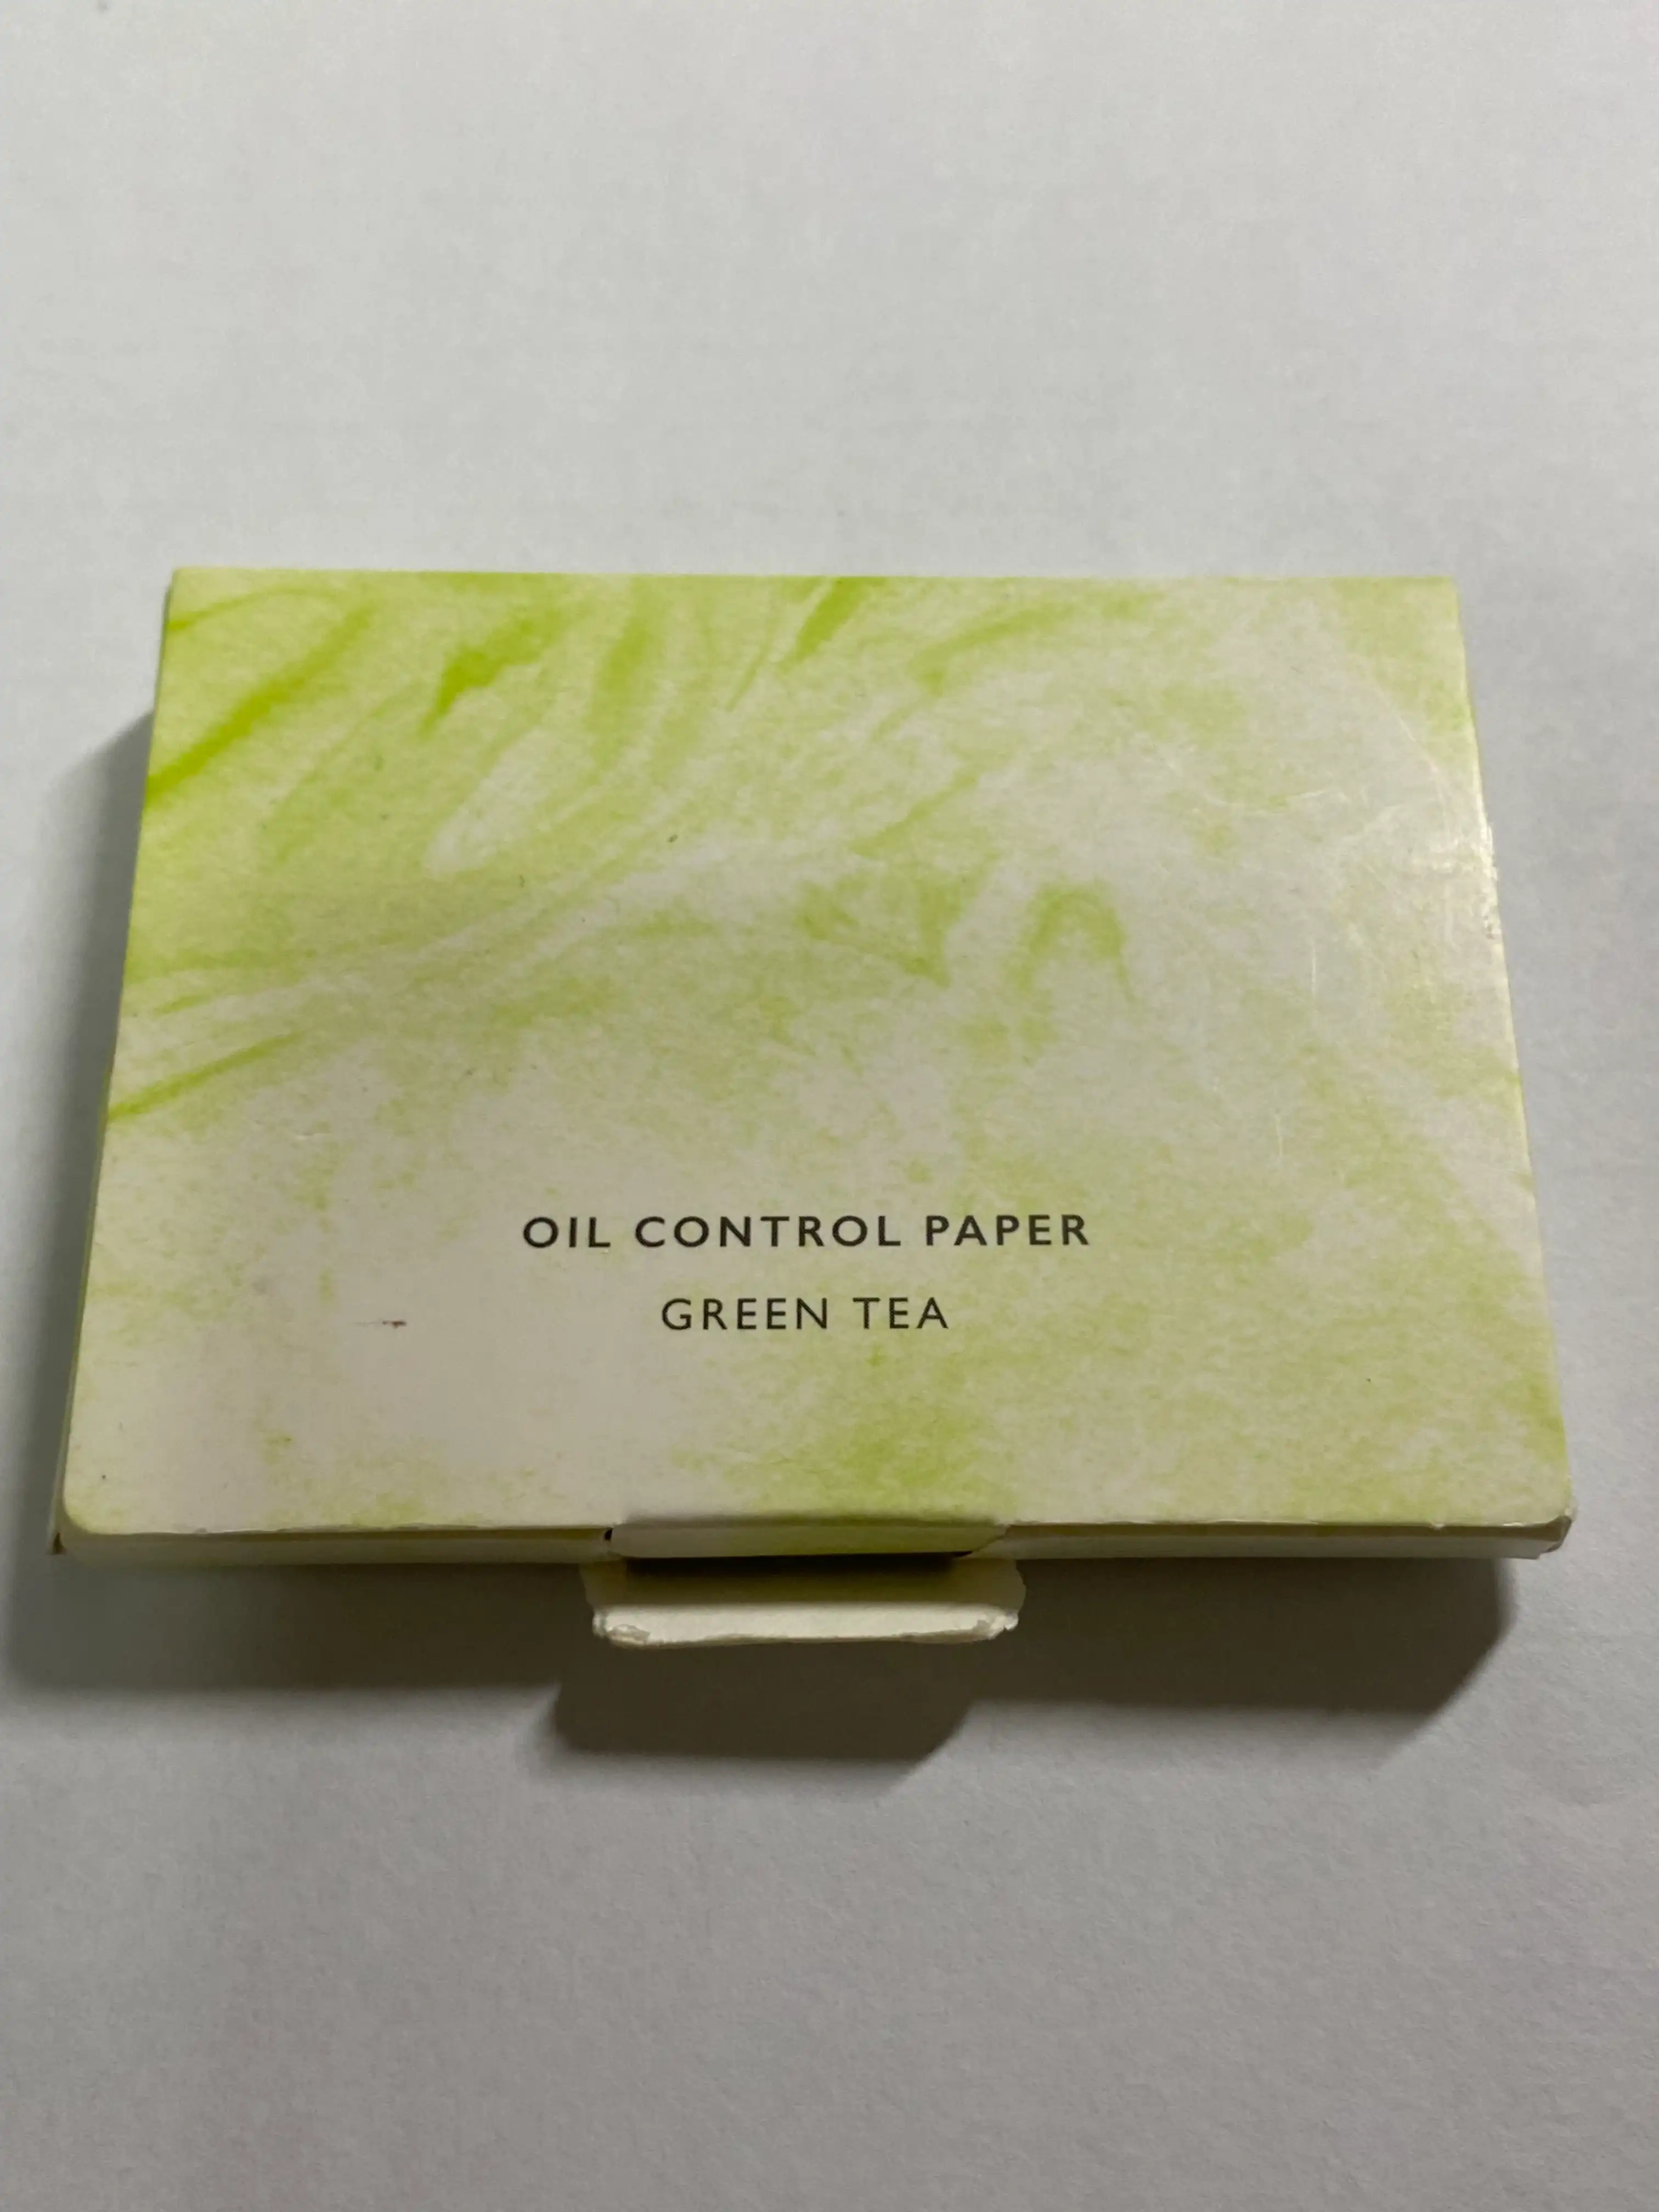 OIL CONTROL PAPER
GREEN TEA